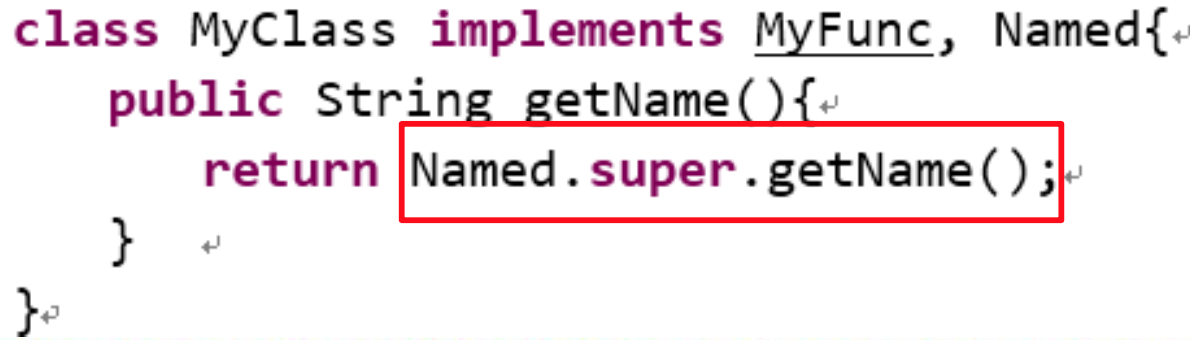 class MyClass implements MyFunc, Named{
public String getName(){
return Named.super.getName();
}
}